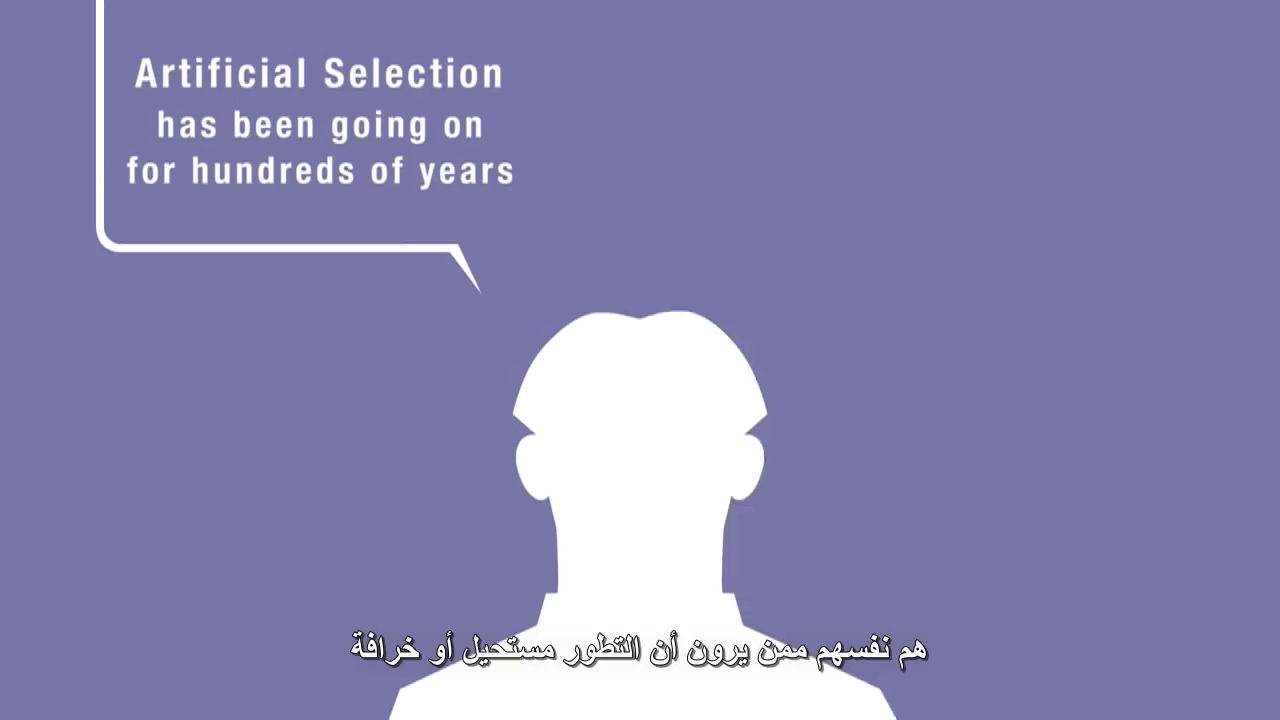 Artificial Selection
has been going on
for hundreds of years
هم نفسهم ممن يرون أن التطور مستحيل أو خرافة